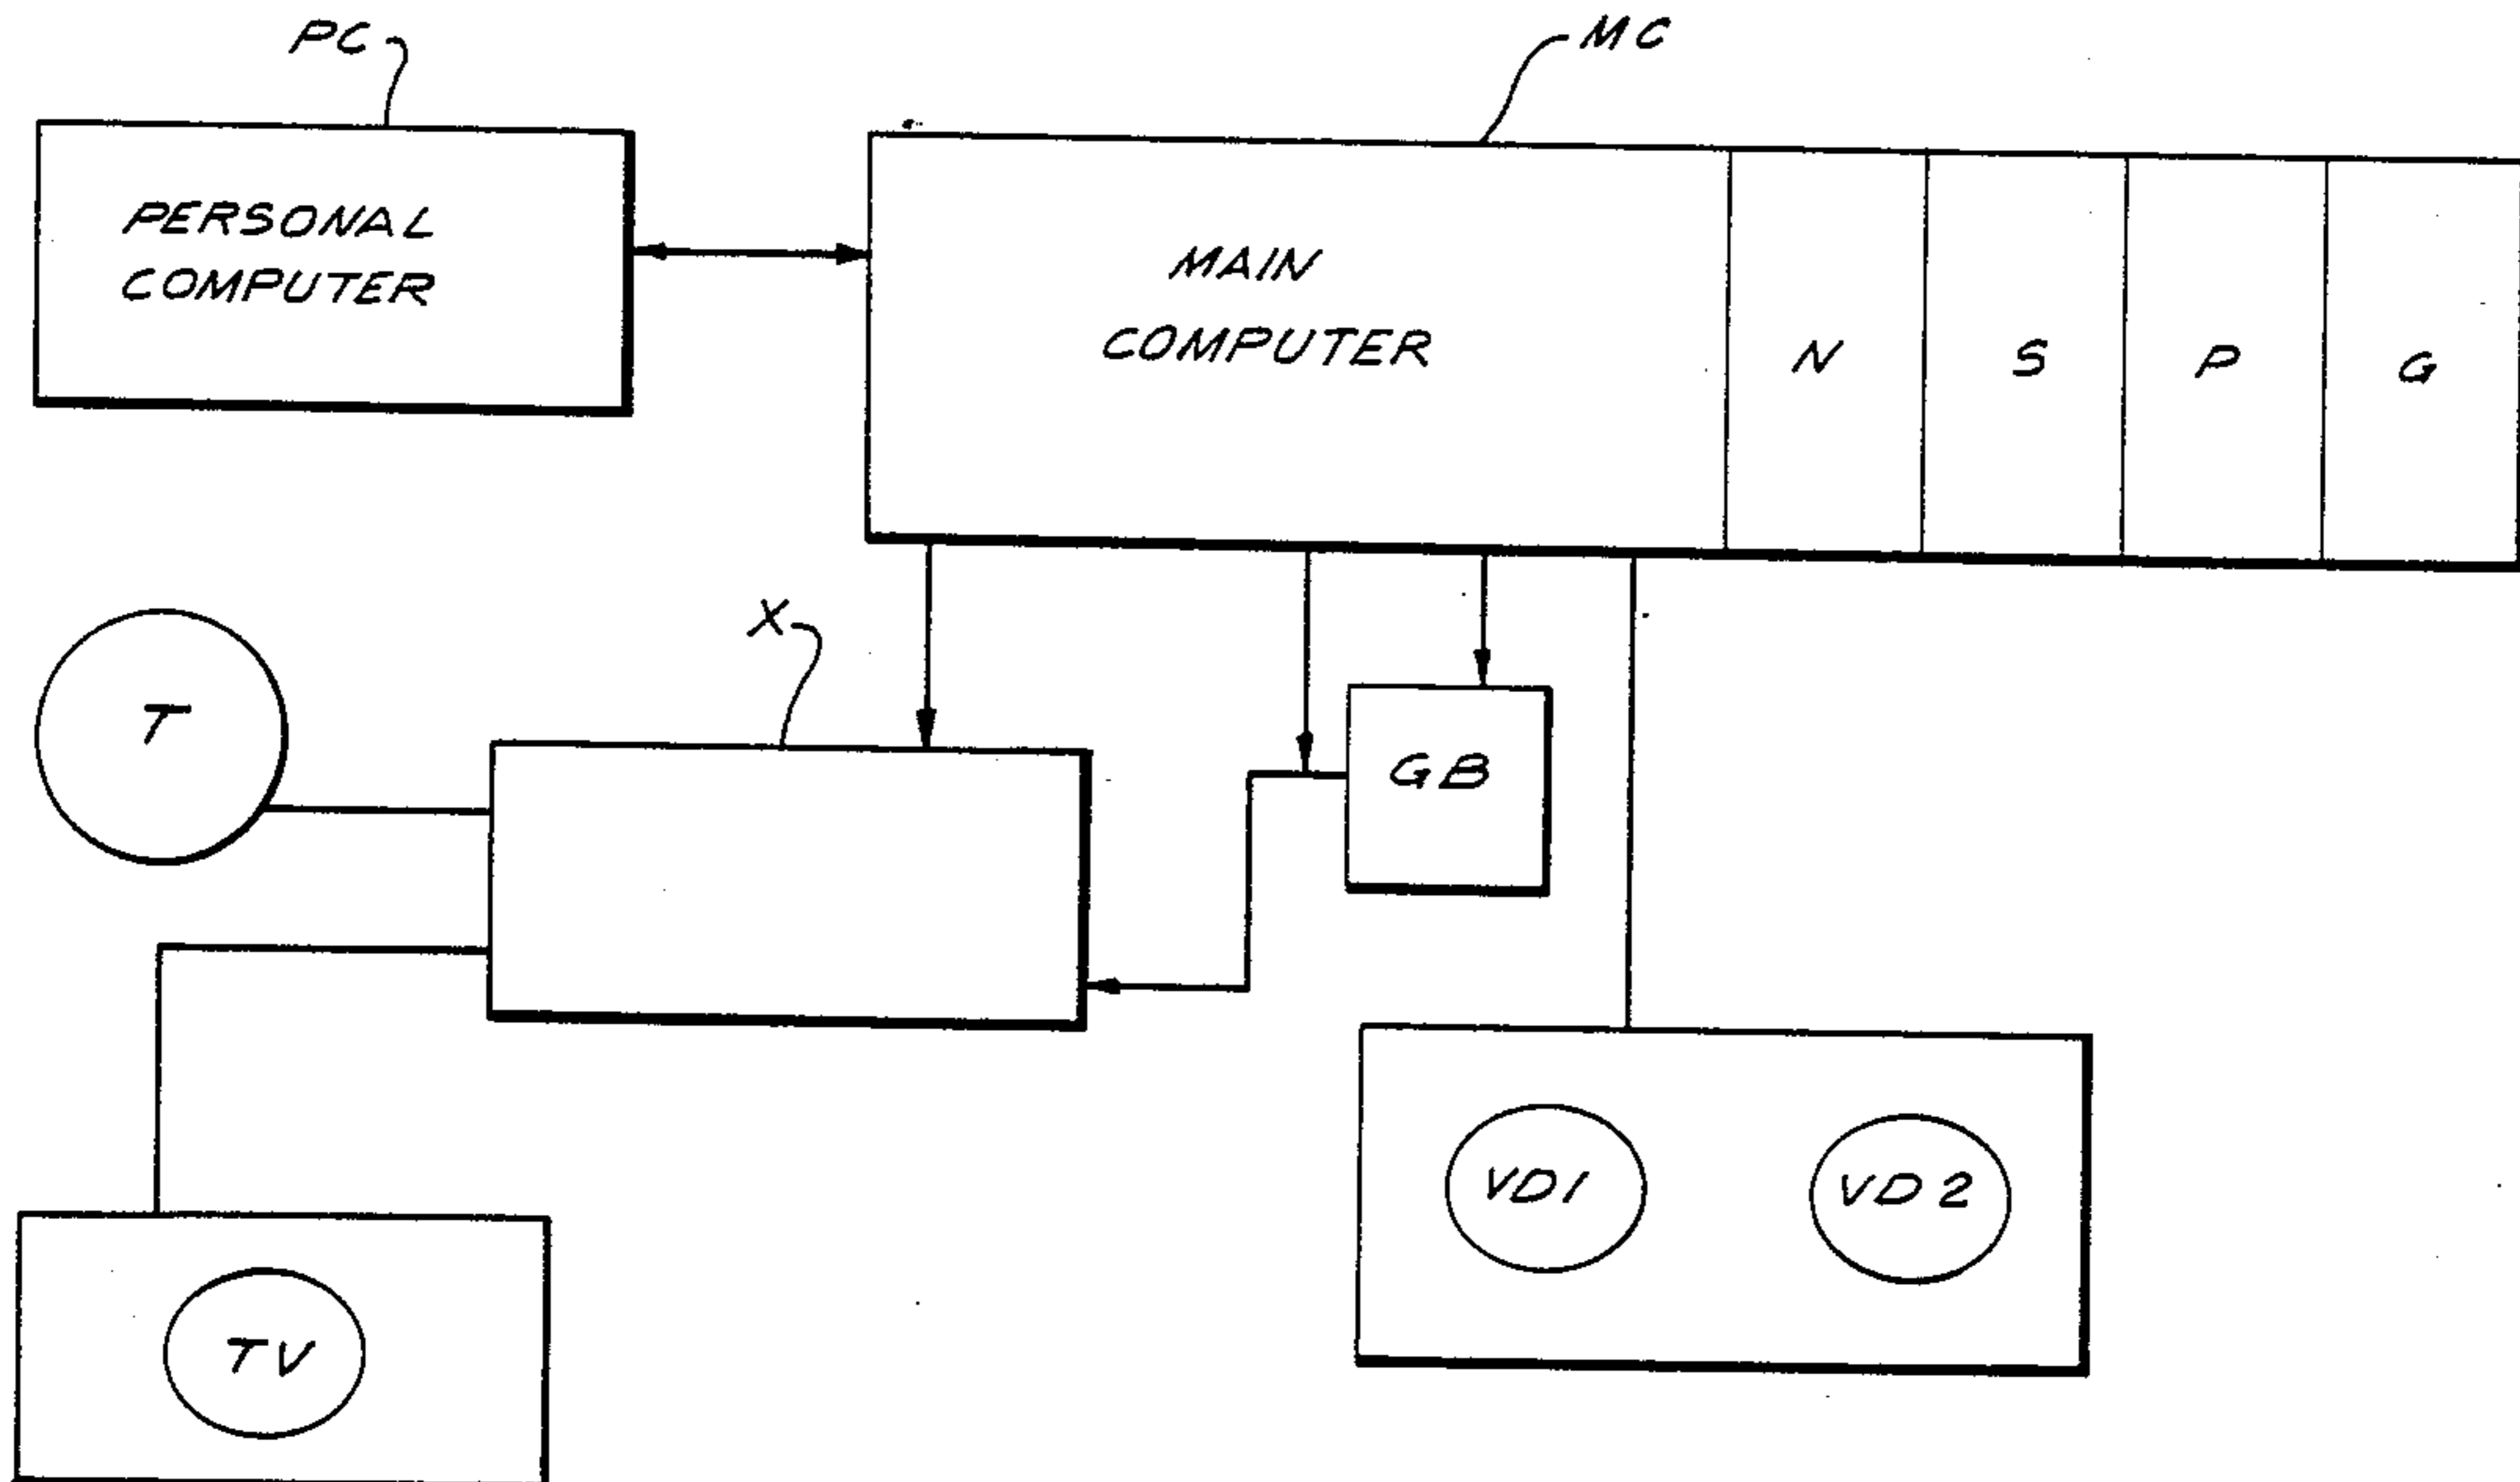 PC
MC
PERSONAL
COMPUTER
MAIN
COMPUTER
N
S
P
G
X
T
GB
VD1
VD2
TV